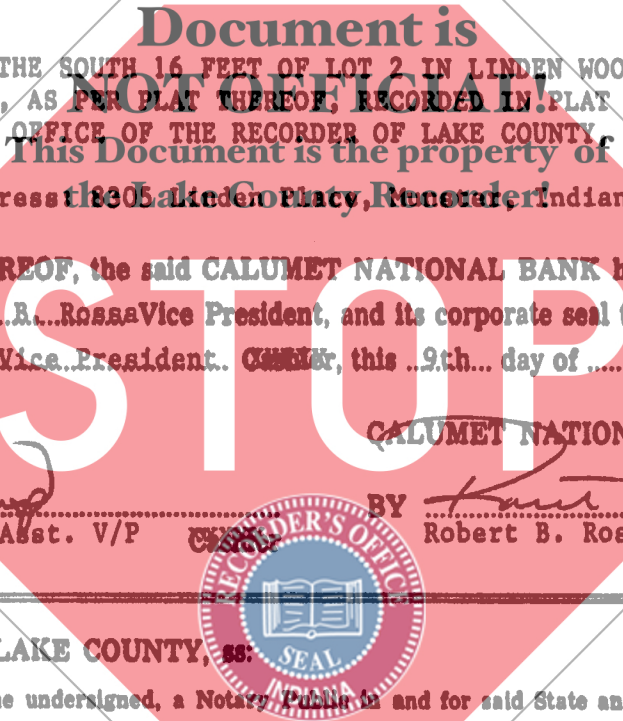 Document is
THE SOUTH 16 FEET OF LOT 2 IN LINDEN WOO
NOT OFFICIAL!
, AS PER PLAT THEREOF, RECORDED IN PLAT
OFFICE OF THE RECORDER OF LAKE COUNTY,
This Document is the property of
ress: 8305 Linden Place, Munster, Indian
the Lake County Recorder!
REOF, the said CALUMET NATIONAL BANK h
STOP
B. Rossa Vice President, and its corporate seal
Vice President. , this ..9th... day of .....
CALUMET NATION
BY
Asst. V/P
Robert B. Ros
RECORDER'S OFFICE
SEAL
INDIANA
LAKE COUNTY, ss:
e undersigned, a Notary Public in and for said State an